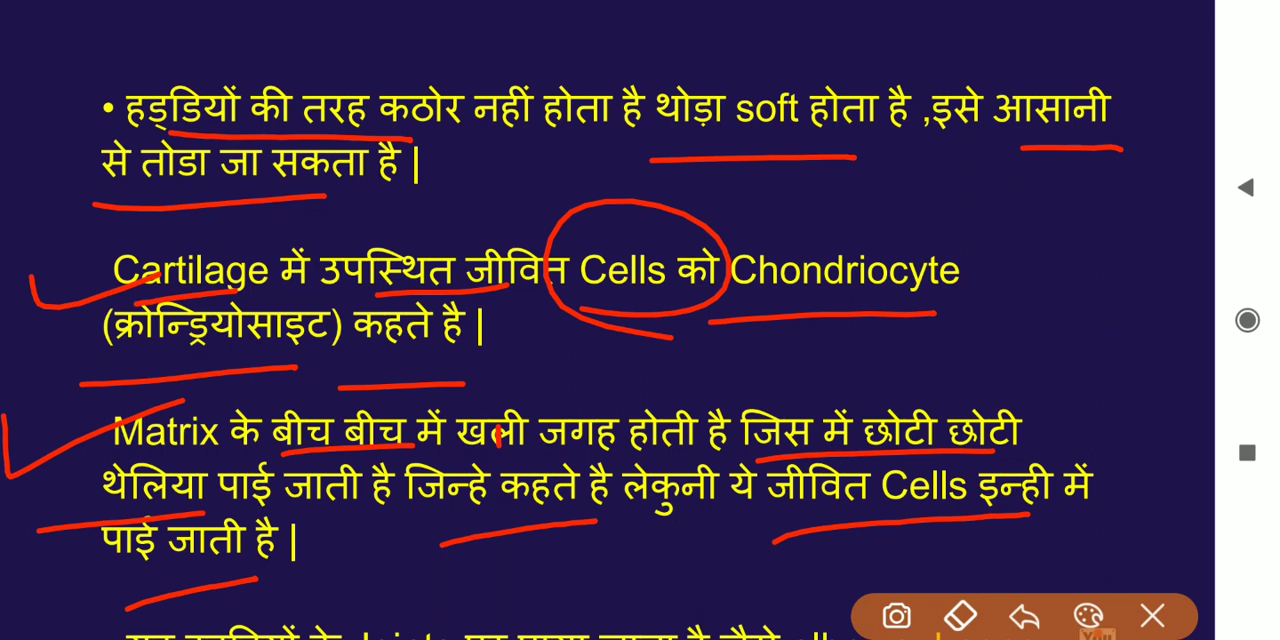 • हड्डियों की तरह कठोर नहीं होता है थोड़ा soft होता है ,इसे आसानी
से तोडा जा सकता है |
Cartilage में उपस्थित जीवित Cells को Chondriocyte
(क्रोन्ड्रियोसाइट) कहते है |
Matrix के बीच बीच में खली जगह होती है जिस में छोटी छोटी
थेलिया पाई जाती है जिन्हे कहते है लेकुनी ये जीवित Cells इन्ही में
पाई जाती है |